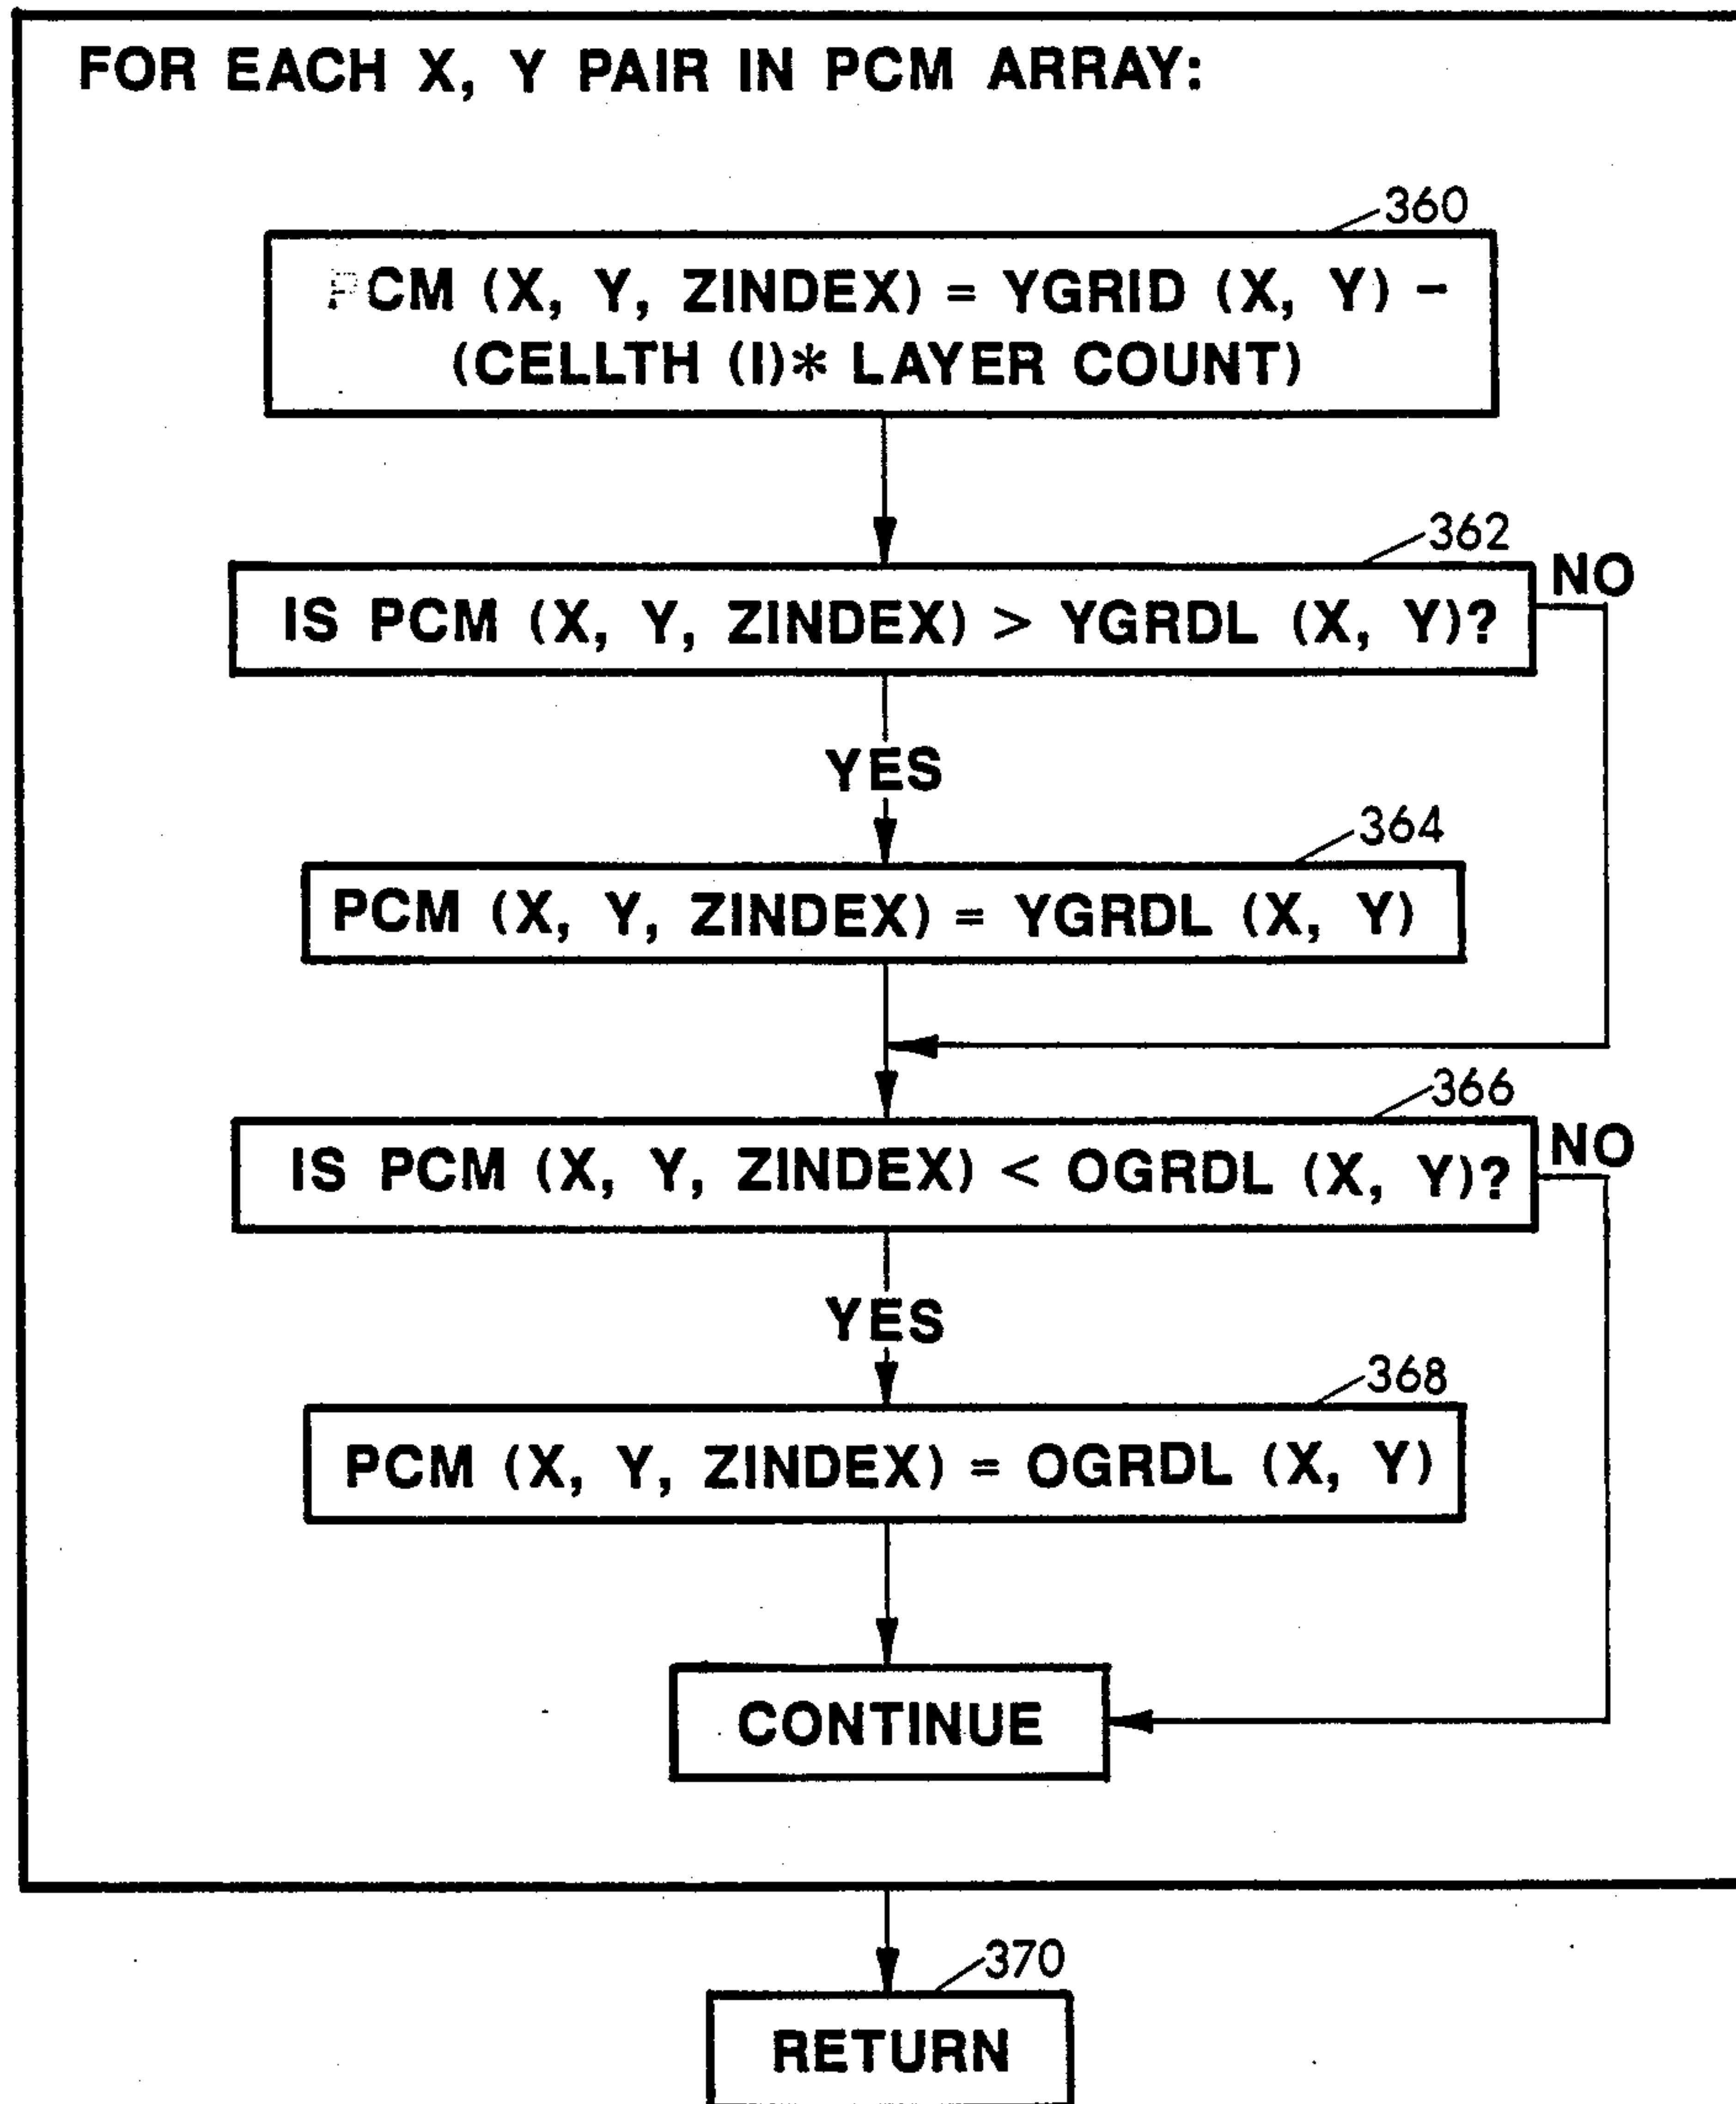 FOR EACH X, Y PAIR IN PCM ARRAY:
360
PCM (X, Y, ZINDEX) = YGRID (X, Y) –
(CELLTH (I)* LAYER COUNT)
362
NO
IS PCM (X, Y, ZINDEX) > YGRDL (X, Y)?
YES
364
PCM (X, Y, ZINDEX) = YGRDL (X, Y)
366
NO
IS PCM (X, Y, ZINDEX) < OGRDL (X, Y)?
YES
368
PCM (X, Y, ZINDEX) = OGRDL (X, Y)
CONTINUE
370
RETURN